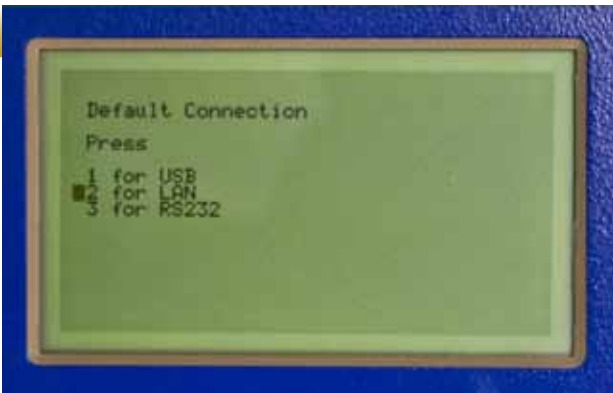 Default Connection
Press
1 for USB
2 for LAN
3 for RS232